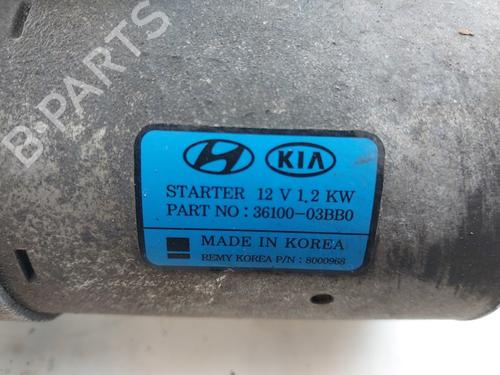 B-PARTS
KIA
STARTER 12 V 1.2 KW
PART NO : 36100-03BB0
MADE IN KOREA
REMY KOREA P/N : 8000968